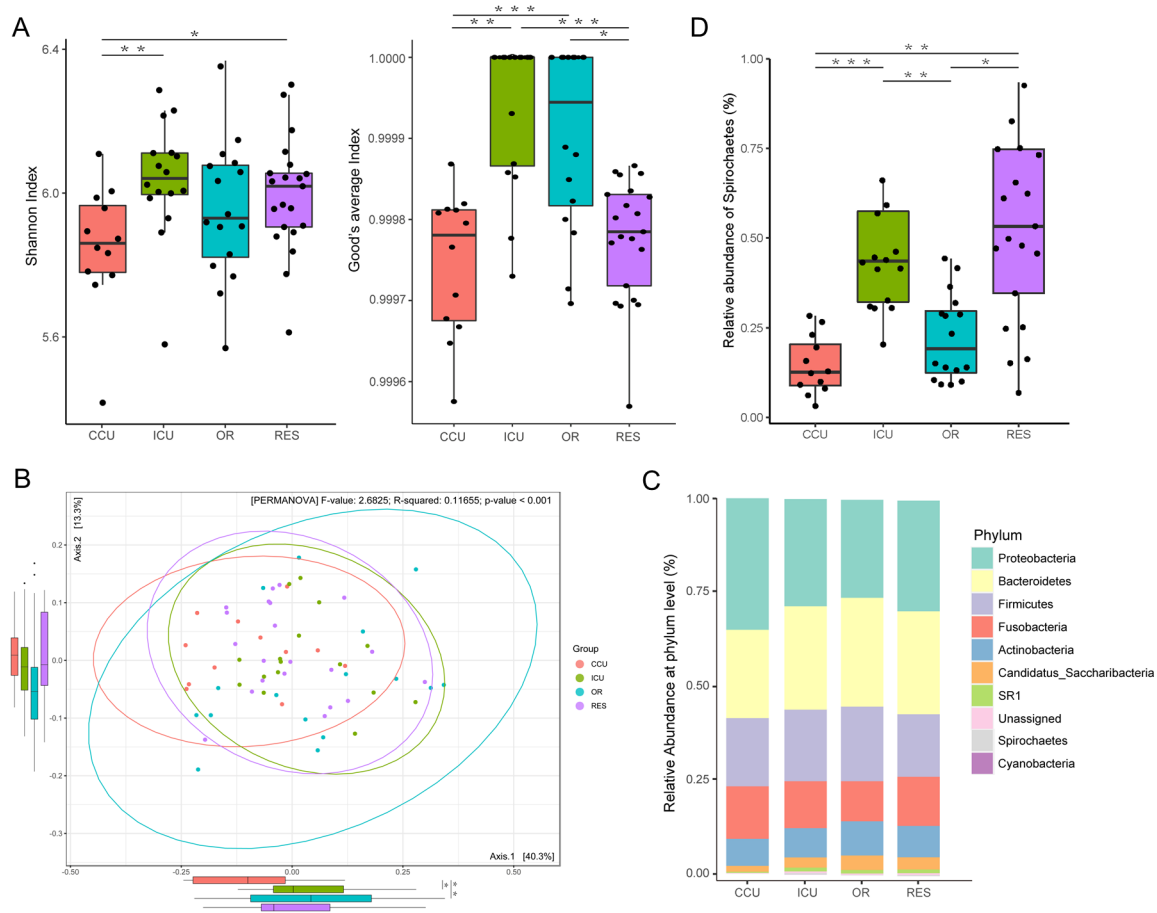 A
Shannon Index
6.4
6.0
5.6
* *
*
CCU ICU OR RES
Good's average Index
1.0000
0.9999
0.9998
0.9997
0.9996
* * *
* * * * *
*
CCU ICU OR RES
D
Relative abundance of Spirochaetes (%)
1.00
0.75
0.50
0.25
0.00
* *
* * * *
* *
CCU ICU OR RES
B
[PERMANOVA] F-value: 2.6825; R-squared: 0.11655; p-value < 0.001
Axis.2 [13.3%]
0.2
0.1
0.0
-0.1
-0.2
-0.3
Axis.1 [40.3%]
-0.50 -0.25 0.00 0.25 0.50
*
* *
Group
CCU
ICU
OR
RES
C
Relative Abundance at phylum level (%)
1.00
0.75
0.50
0.25
0.00
CCU ICU OR RES
Phylum
Proteobacteria
Bacteroidetes
Firmicutes
Fusobacteria
Actinobacteria
Candidatus_Saccharibacteria
SR1
Unassigned
Spirochaetes
Cyanobacteria